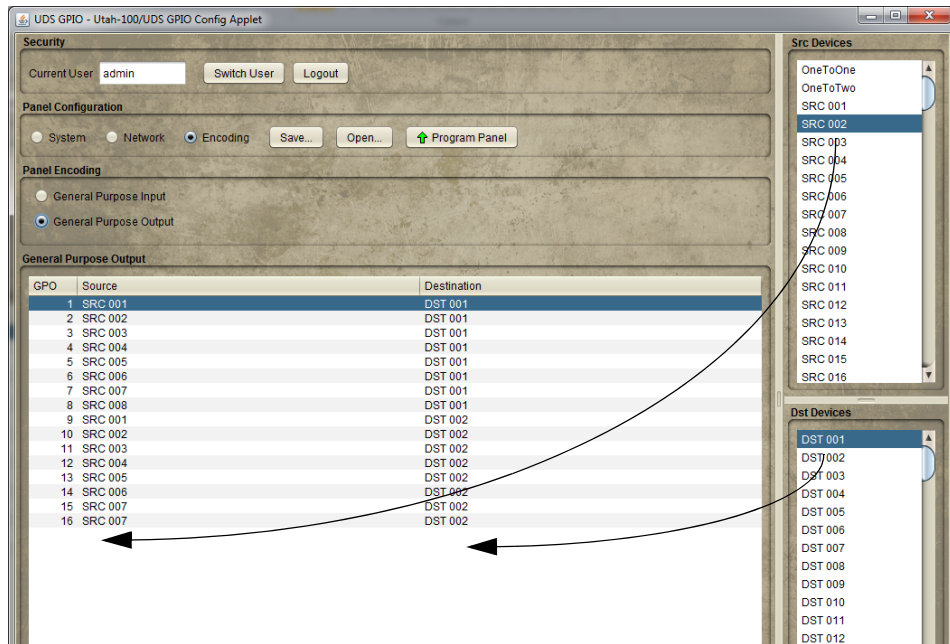 UDS GPIO - Utah-100/UDS GPIO Config Applet
Security
Current User admin Switch User Logout
Panel Configuration
System Network Encoding Save... Open... Program Panel
Panel Encoding
General Purpose Input
General Purpose Output
General Purpose Output
GPO Source Destination
1 SRC 001 DST 001
2 SRC 002 DST 001
3 SRC 003 DST 001
4 SRC 004 DST 001
5 SRC 005 DST 001
6 SRC 006 DST 001
7 SRC 007 DST 001
8 SRC 008 DST 001
9 SRC 001 DST 002
10 SRC 002 DST 002
11 SRC 003 DST 002
12 SRC 004 DST 002
13 SRC 005 DST 002
14 SRC 006 DST 002
15 SRC 007 DST 002
16 SRC 007 DST 002
Src Devices
OneToOne
OneToTwo
SRC 001
SRC 002
SRC 003
SRC 004
SRC 005
SRC 006
SRC 007
SRC 008
SRC 009
SRC 010
SRC 011
SRC 012
SRC 013
SRC 014
SRC 015
SRC 016
Dst Devices
DST 001
DST 002
DST 003
DST 004
DST 005
DST 006
DST 007
DST 008
DST 009
DST 010
DST 011
DST 012